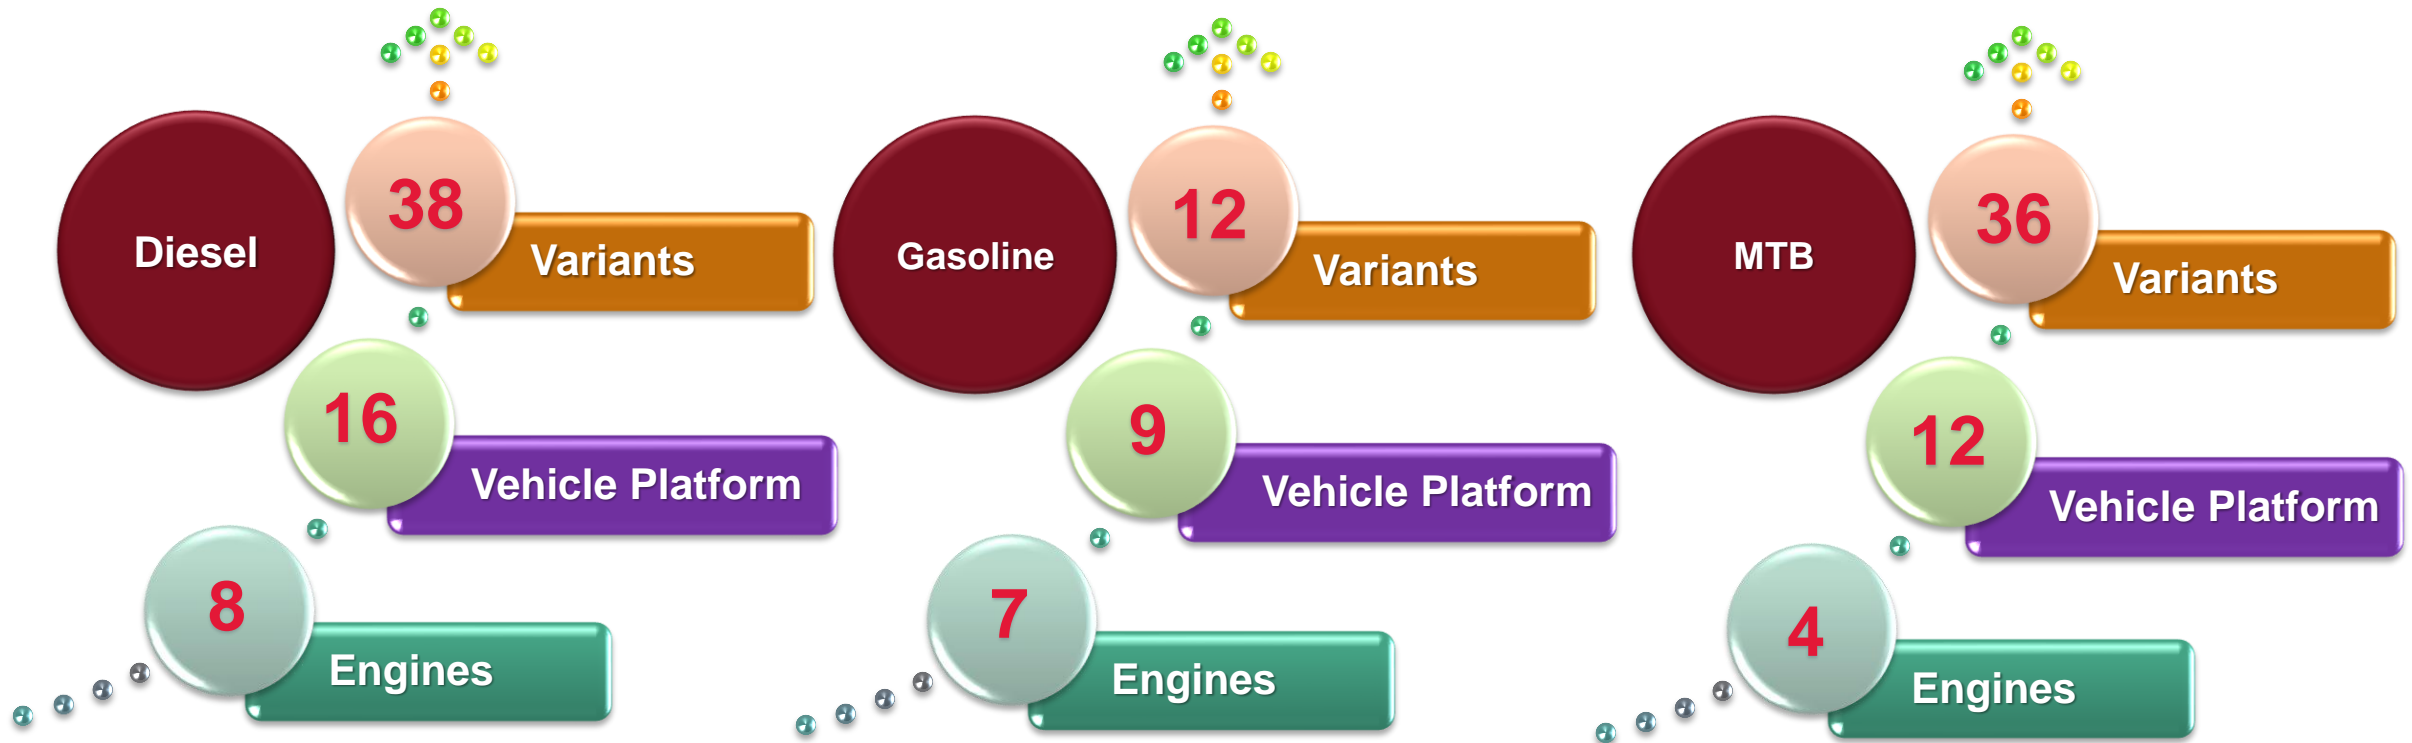 Diesel
38
Variants
16
Vehicle Platform
8
Engines
Gasoline
12
Variants
9
Vehicle Platform
7
Engines
MTB
36
Variants
12
Vehicle Platform
4
Engines